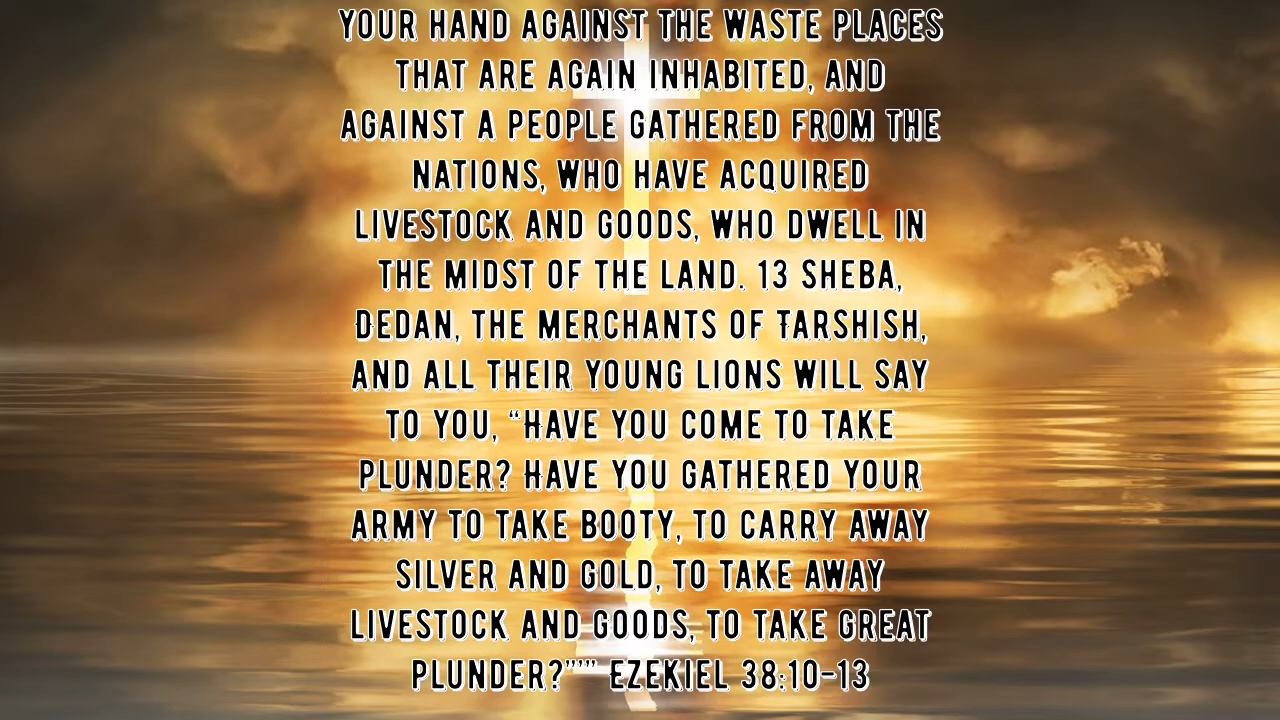 YOUR HAND AGAINST THE WASTE PLACES
THAT ARE AGAIN INHABITED, AND
AGAINST A PEOPLE GATHERED FROM THE
NATIONS, WHO HAVE ACQUIRED
LIVESTOCK AND GOODS, WHO DWELL IN
THE MIDST OF THE LAND. 13 SHEBA,
DEDAN, THE MERCHANTS OF TARSHISH,
AND ALL THEIR YOUNG LIONS WILL SAY
TO YOU, “HAVE YOU COME TO TAKE
PLUNDER? HAVE YOU GATHERED YOUR
ARMY TO TAKE BOOTY, TO CARRY AWAY
SILVER AND GOLD, TO TAKE AWAY
LIVESTOCK AND GOODS, TO TAKE GREAT
PLUNDER?”’” EZEKIEL 38:10-13